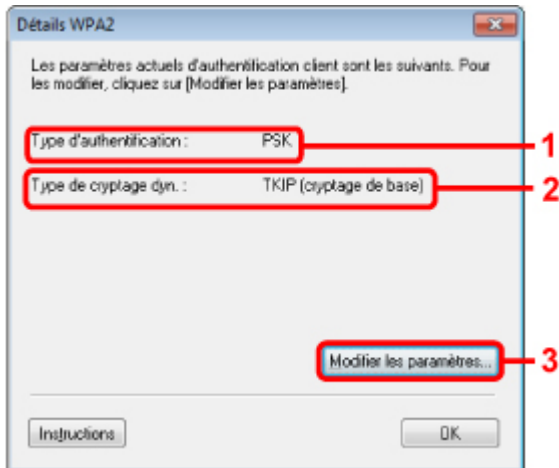 Détails WPA2
Les paramètres actuels d'authentification client sont les suivants. Pour
les modifier, cliquez sur [Modifier les paramètres].
Type d'authentification : PSK 1
Type de cryptage dyn. : TKIP (cryptage de base) 2
Modifier les paramètres... 3
Instructions OK